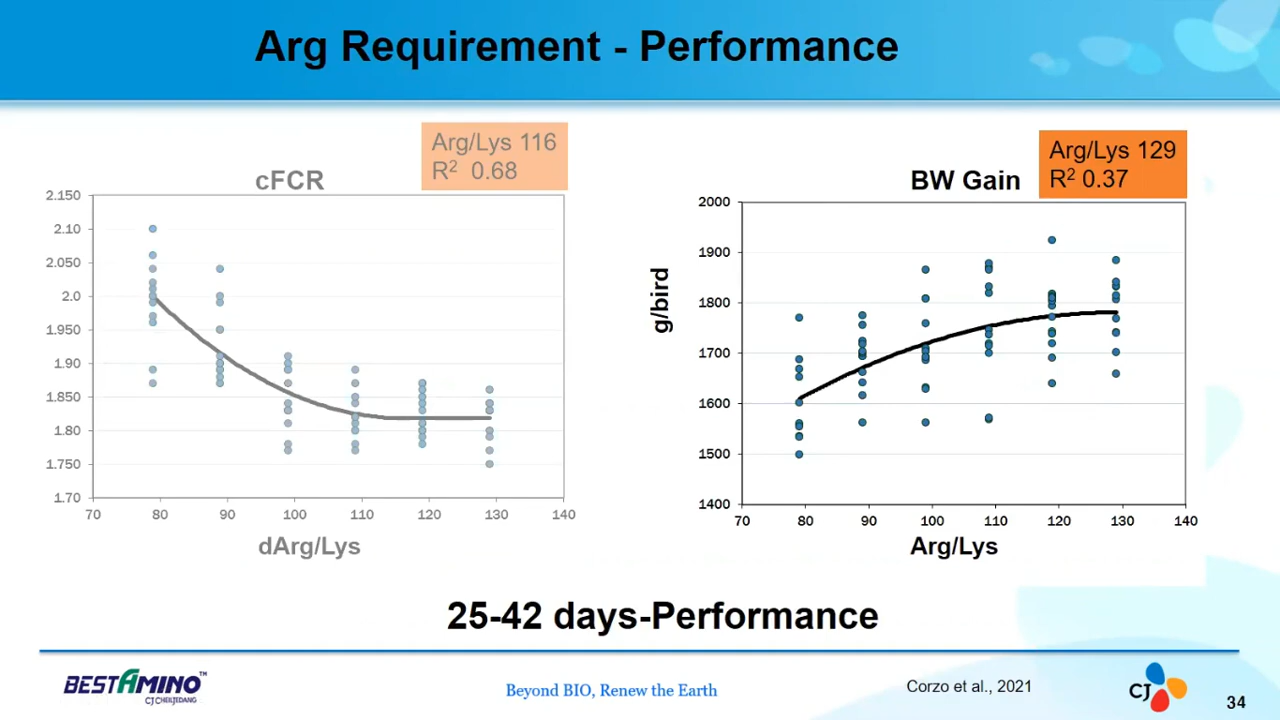 Arg Requirement - Performance
Arg/Lys 116
R² 0.68
cFCR
2.150
2.10
2.050
2.0
1.950
1.90
1.850
1.80
1.750
1.70
70 80 90 100 110 120 130 140
dArg/Lys
Arg/Lys 129
R² 0.37
BW Gain
g/bird
2000
1900
1800
1700
1600
1500
1400
70 80 90 100 110 120 130 140
Arg/Lys
25-42 days-Performance
BESTAMINO™
CJ CHEILJEDANG
Beyond BIO, Renew the Earth
Corzo et al., 2021
CJ
34